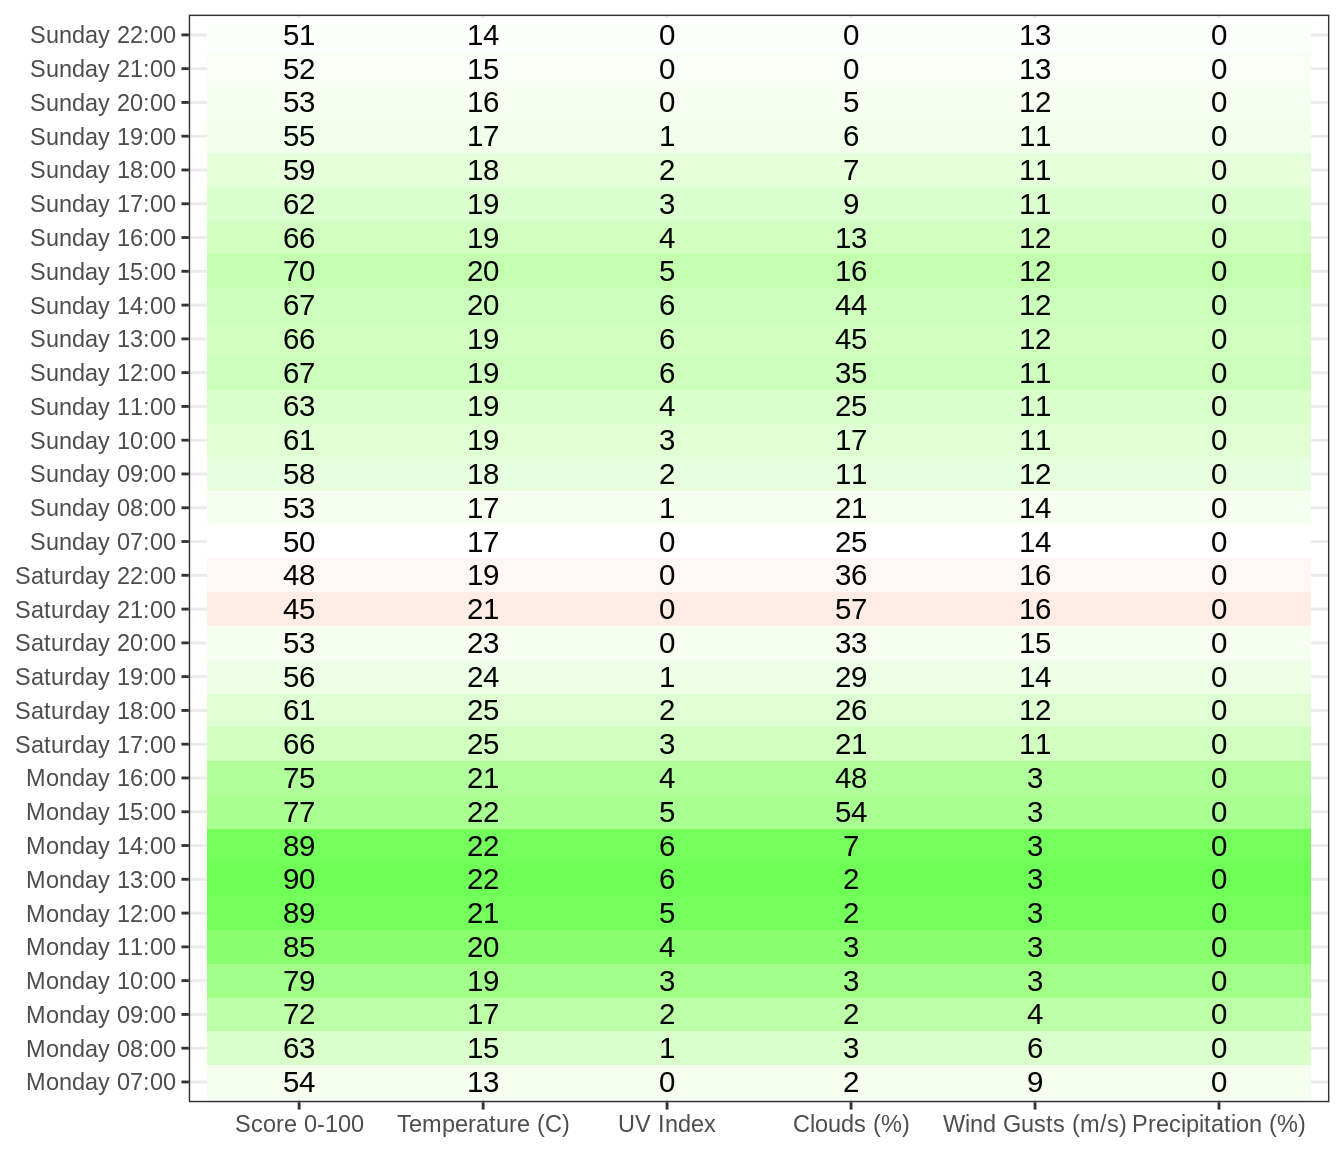 Sunday 22:00 51 14 0 0 13 0
Sunday 21:00 52 15 0 0 13 0
Sunday 20:00 53 16 0 5 12 0
Sunday 19:00 55 17 1 6 11 0
Sunday 18:00 59 18 2 7 11 0
Sunday 17:00 62 19 3 9 11 0
Sunday 16:00 66 19 4 13 12 0
Sunday 15:00 70 20 5 16 12 0
Sunday 14:00 67 20 6 44 12 0
Sunday 13:00 66 19 6 45 12 0
Sunday 12:00 67 19 6 35 11 0
Sunday 11:00 63 19 4 25 11 0
Sunday 10:00 61 19 3 17 11 0
Sunday 09:00 58 18 2 11 12 0
Sunday 08:00 53 17 1 21 14 0
Sunday 07:00 50 17 0 25 14 0
Saturday 22:00 48 19 0 36 16 0
Saturday 21:00 45 21 0 57 16 0
Saturday 20:00 53 23 0 33 15 0
Saturday 19:00 56 24 1 29 14 0
Saturday 18:00 61 25 2 26 12 0
Saturday 17:00 66 25 3 21 11 0
Monday 16:00 75 21 4 48 3 0
Monday 15:00 77 22 5 54 3 0
Monday 14:00 89 22 6 7 3 0
Monday 13:00 90 22 6 2 3 0
Monday 12:00 89 21 5 2 3 0
Monday 11:00 85 20 4 3 3 0
Monday 10:00 79 19 3 3 3 0
Monday 09:00 72 17 2 2 4 0
Monday 08:00 63 15 1 3 6 0
Monday 07:00 54 13 0 2 9 0
Score 0-100 Temperature (C) UV Index Clouds (%) Wind Gusts (m/s) Precipitation (%)